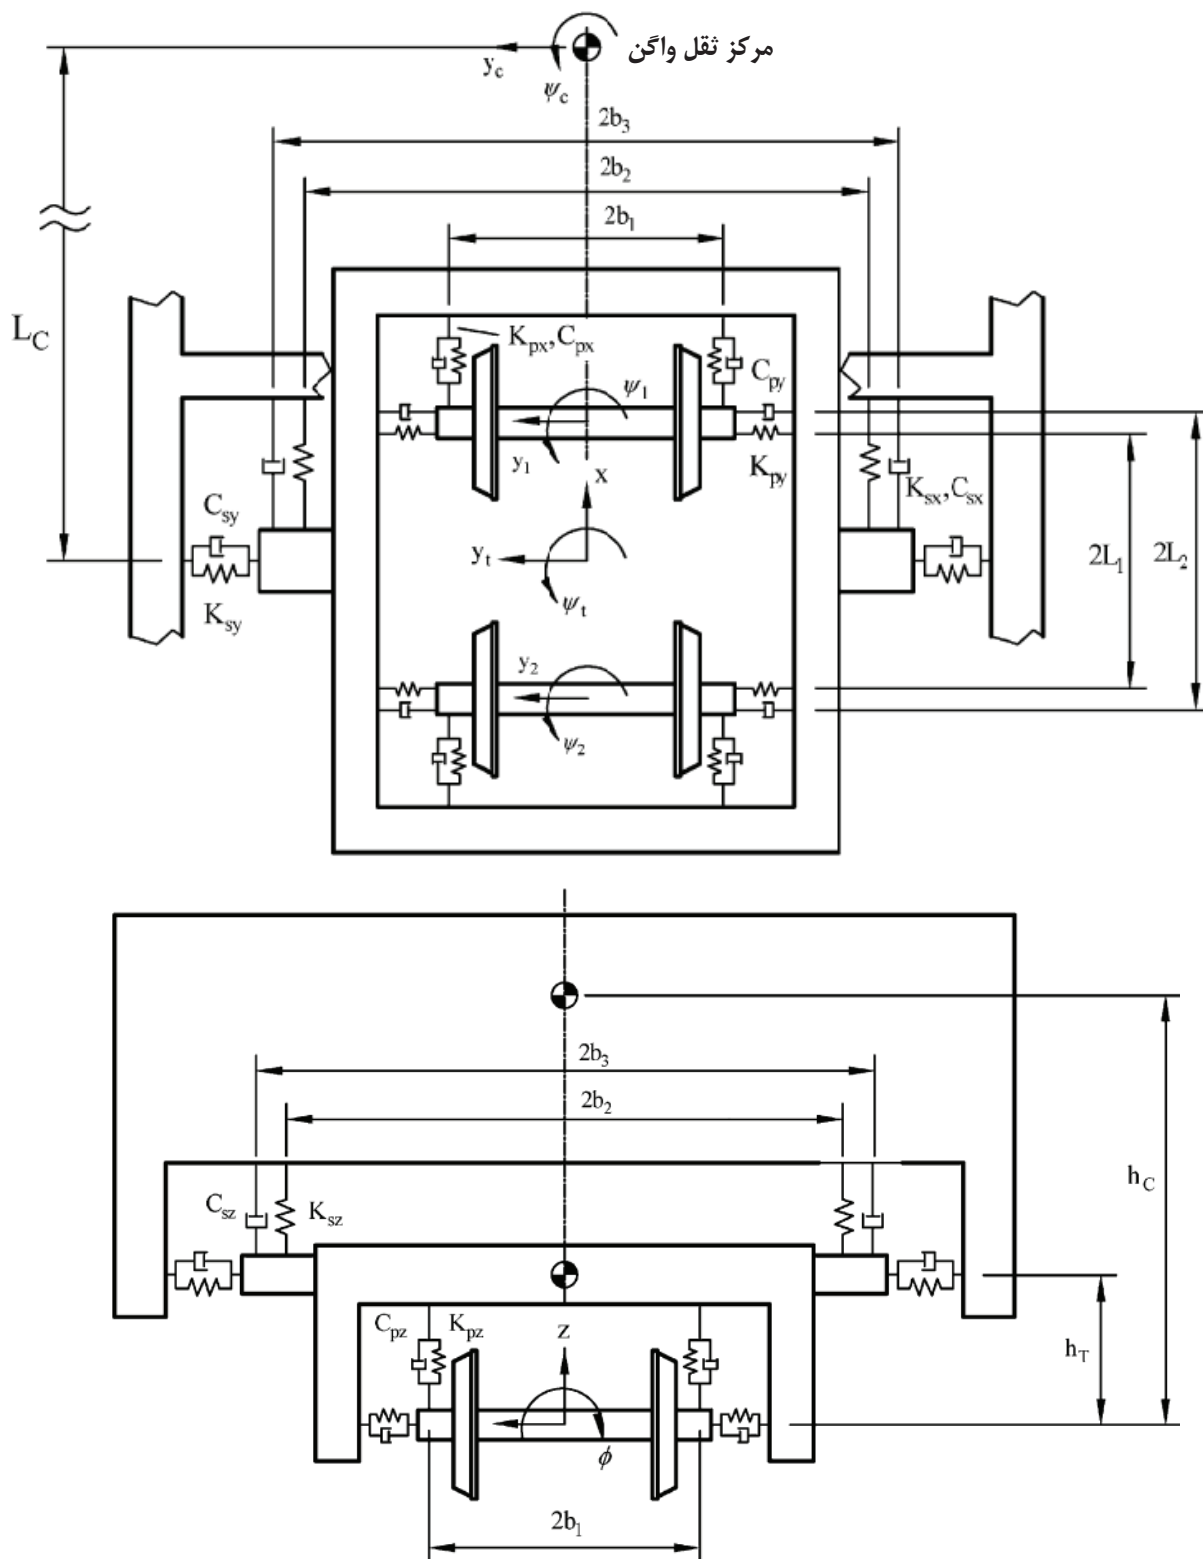 مرکز ثقل واگن
y_c
ψ_c
2b_3
2b_2
2b_1
L_C
K_px, C_px
ψ_1
C_py
y_1
K_py
x
C_sy
K_sx, C_sx
y_t
2L_1
2L_2
ψ_t
K_sy
y_2
ψ_2
2b_3
2b_2
h_C
C_sz
K_sz
C_pz
K_pz
z
h_T
ϕ
2b_1